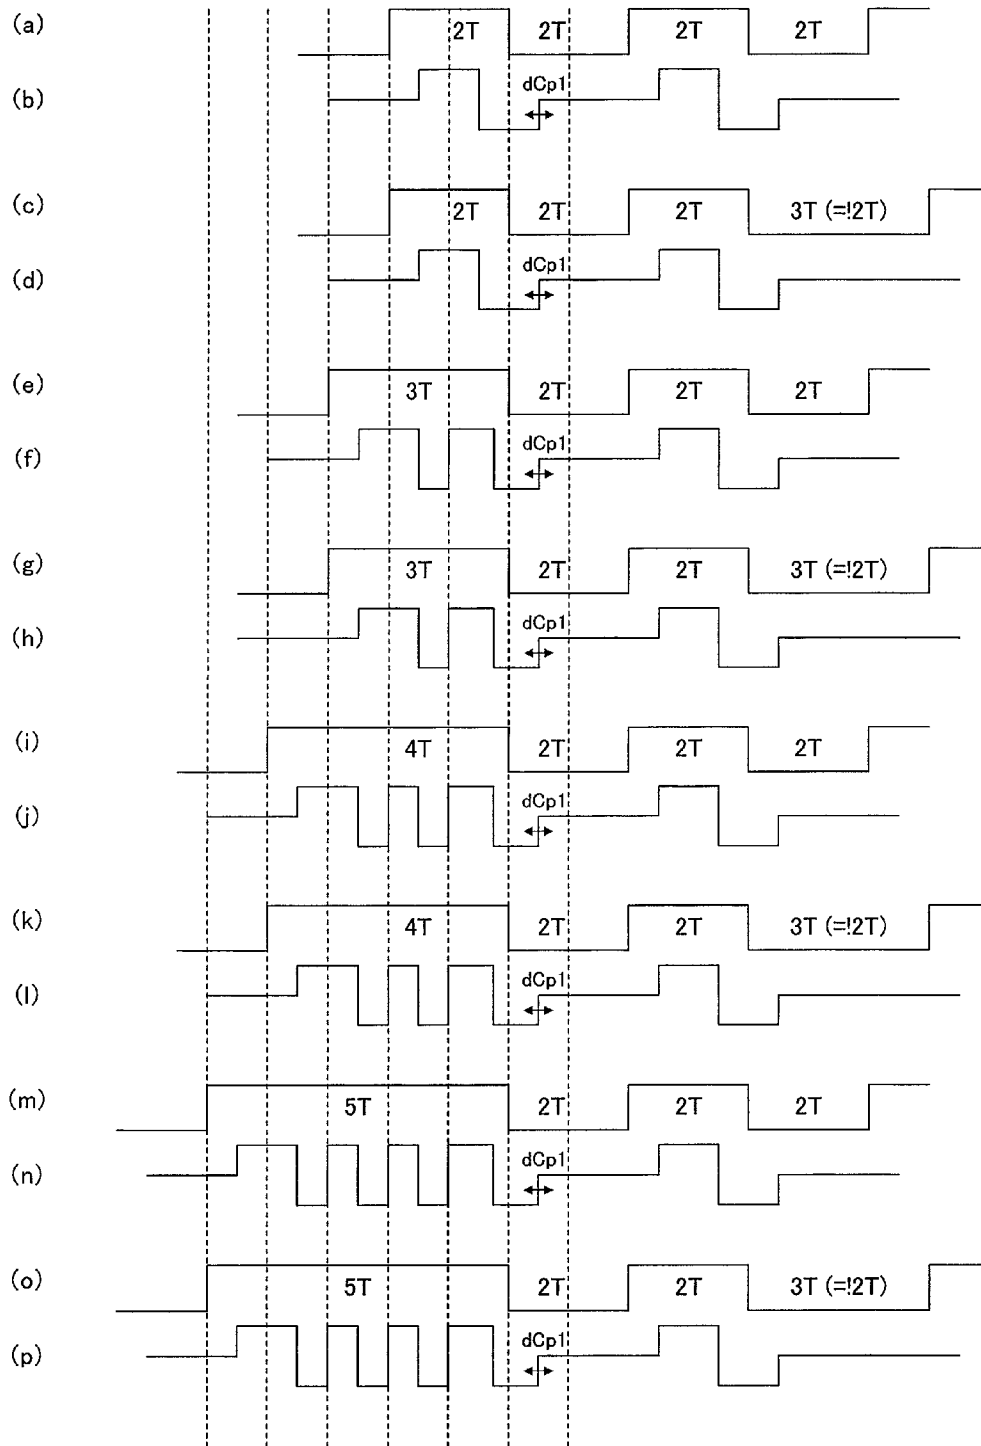 (a) 2T 2T 2T 2T
(b) dCp1
(c) 2T 2T 2T 3T (=!2T)
(d) dCp1
(e) 3T 2T 2T 2T
(f) dCp1
(g) 3T 2T 2T 3T (=!2T)
(h) dCp1
(i) 4T 2T 2T 2T
(j) dCp1
(k) 4T 2T 2T 3T (=!2T)
(l) dCp1
(m) 5T 2T 2T 2T
(n) dCp1
(o) 5T 2T 2T 3T (=!2T)
(p) dCp1